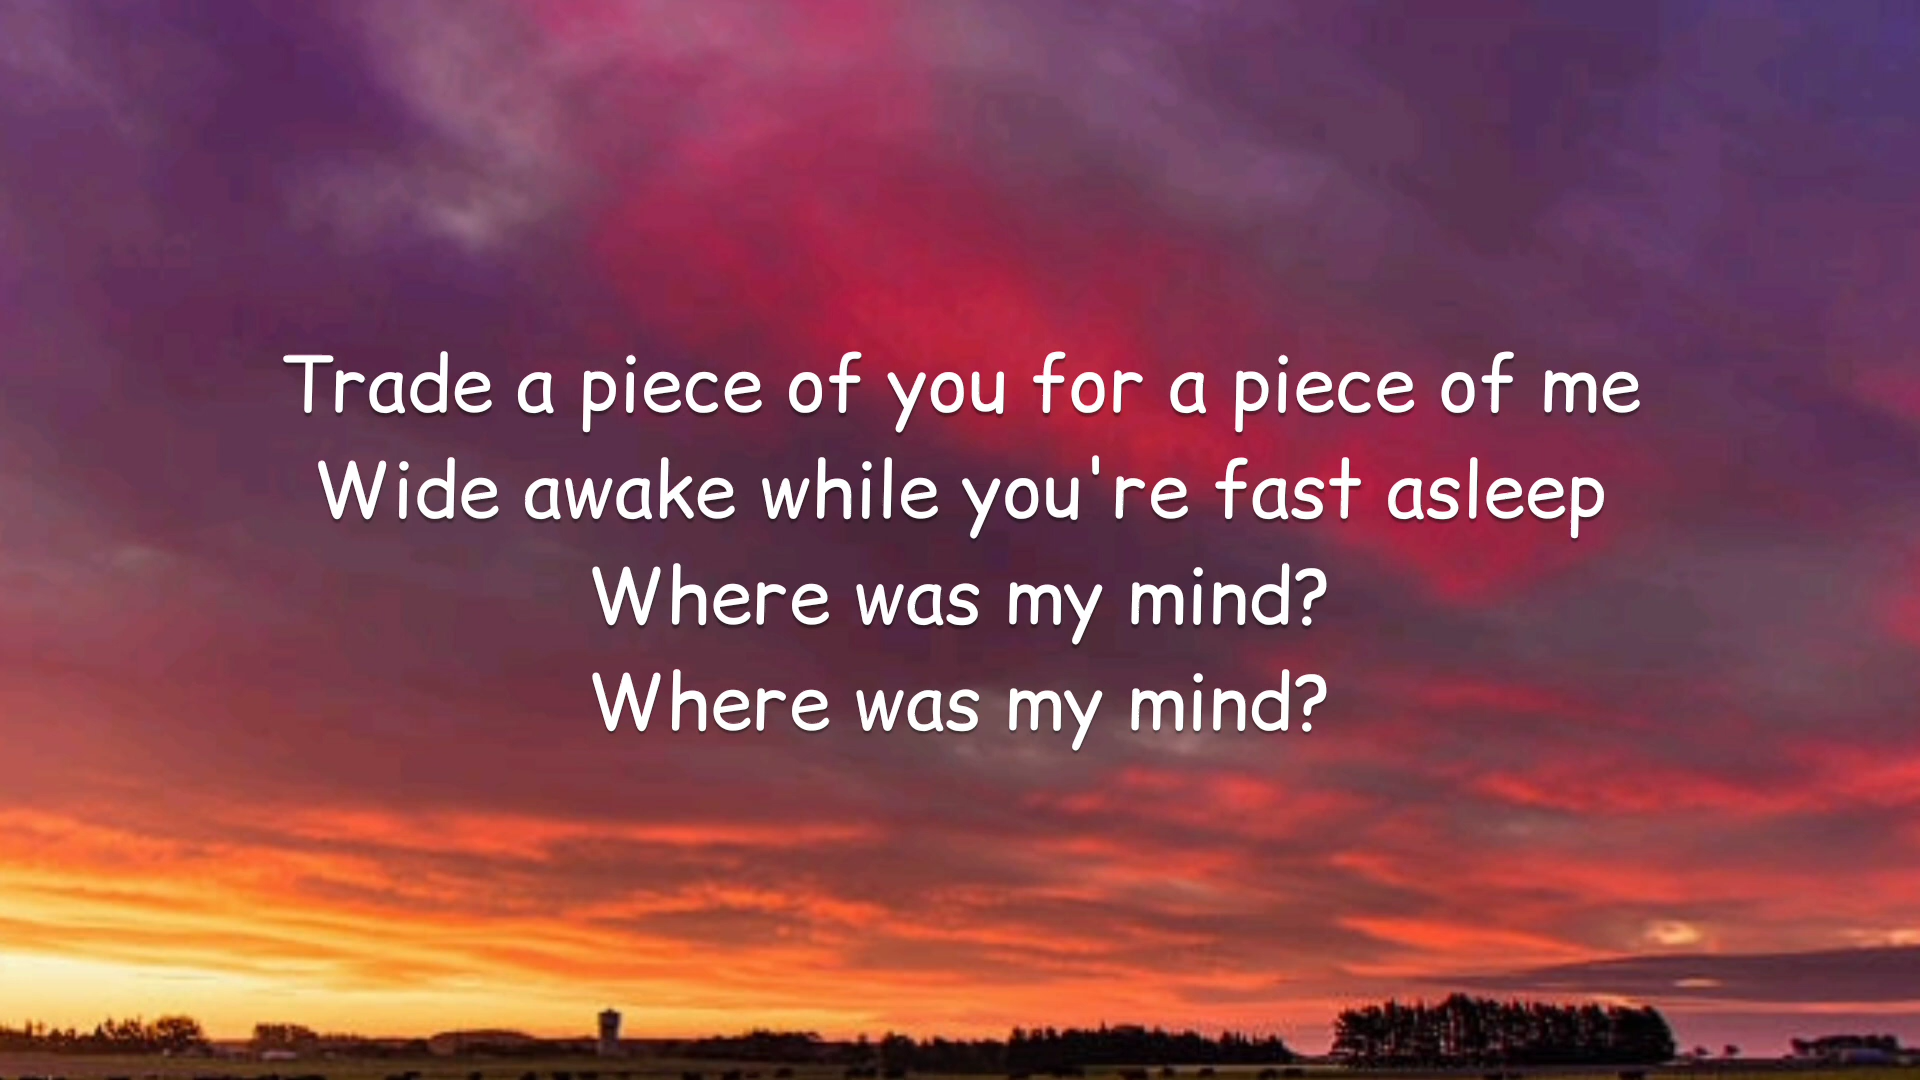 Trade a piece of you for a piece of me
Wide awake while you're fast asleep
Where was my mind?
Where was my mind?